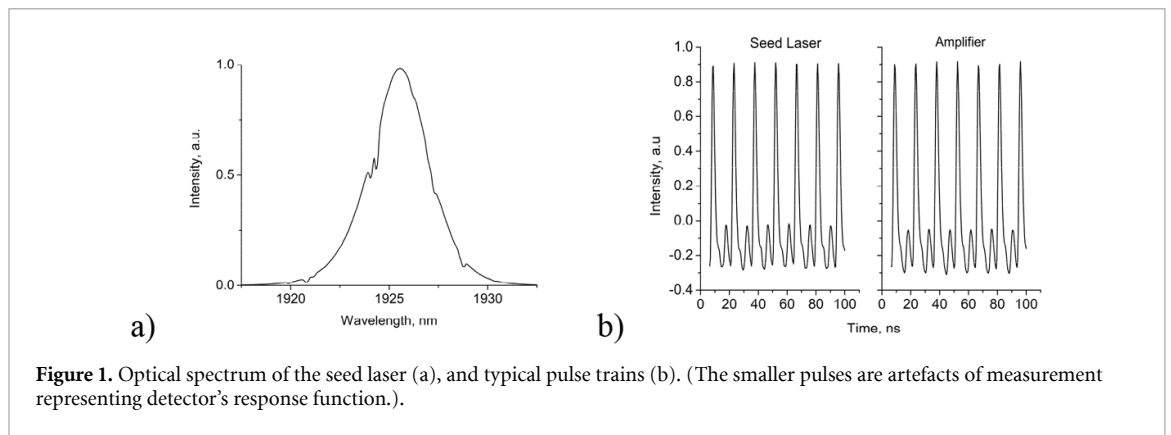 Seed Laser
Amplifier
1.0
0.5
0.0
Intensity, a.u.
1920
1925
1930
Wavelength, nm
a)
1.0
0.8
0.6
0.4
0.2
0.0
-0.2
-0.4
Intensity, a.u
0 20 40 60 80 100
0 20 40 60 80 100
Time, ns
b)
Figure 1. Optical spectrum of the seed laser (a), and typical pulse trains (b). (The smaller pulses are artefacts of measurement
representing detector's response function.).